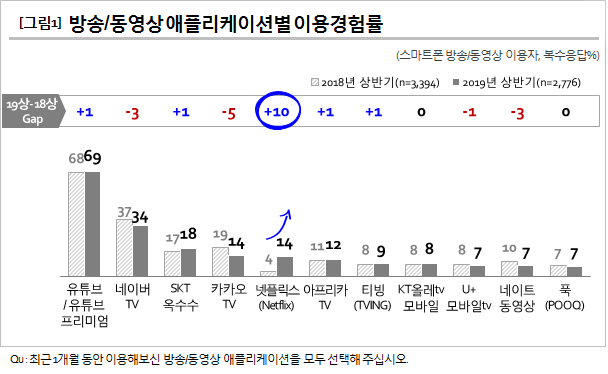 [그림1] 방송/동영상 애플리케이션별 이용경험률
(스마트폰 방송/동영상 이용자, 복수응답%)
2018년 상반기(n=3,394) 2019년 상반기(n=2,776)
19상-18상
Gap
+1 -3 +1 -5 +10 +1 +1 0 -1 -3 0
68 69 37 34 17 18 19 14 4 14 11 12 8 9 8 8 8 7 10 7 7 7
유튜브 네이버 SKT 카카오 넷플릭스 아프리카 티빙 KT올레tv U+ 네이트 푹
/유튜브 TV 옥수수 TV (Netflix) TV (TVING) 모바일 모바일tv 동영상 (POOQ)
프리미엄
Qu : 최근 1개월 동안 이용해보신 방송/동영상 애플리케이션을 모두 선택해 주십시오.